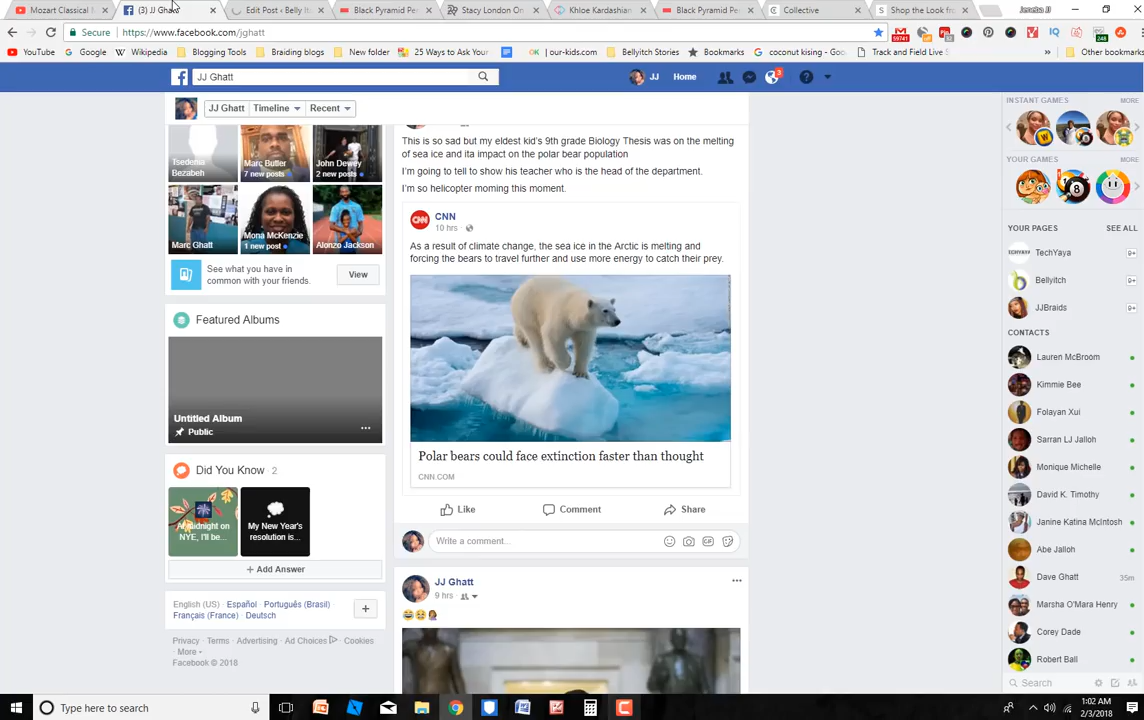 Mozart Classical M
(3) JJ Ghatt
Edit Post ‹ Belly It
Black Pyramid Pe
Stacy London On
Khloe Kardashian
Black Pyramid Pe
Collective
Shop the Look fr
Jeneba JJ
Secure
https://www.facebook.com/jghatt
YouTube
Google
Wikipedia
Blogging Tools
Braiding blogs
New folder
25 Ways to Ask Your
OK | our-kids.com
Bellyitch Stories
Bookmarks
coconut kising - Goo
Track and Field Live
Other bookmarks
JJ Ghatt
JJ
Home
3
JJ Ghatt
Timeline
Recent
INSTANT GAMES
MORE
YOUR GAMES
MORE
YOUR PAGES
SEE ALL
TechYaya
9+
Bellyitch
9+
JJBraids
9+
CONTACTS
Lauren McBroom
Kimmie Bee
Folayan Xui
Sarran LJ Jalloh
Monique Michelle
David K. Timothy
Janine Katina McIntosh
Abe Jalloh
Dave Ghatt
35m
Marsha O'Mara Henry
Corey Dade
Robert Ball
Search
Tsedenia
Bezabeh
Marc Butler
7 new posts
John Dewey
2 new posts
Marc Ghatt
Mona McKenzie
1 new post
Alonzo Jackson
See what you have in
common with your friends.
View
Featured Albums
Untitled Album
Public
Did You Know · 2
At midnight on
NYE, I'll be...
My New Year's
resolution is...
+ Add Answer
English (US) · Español · Português (Brasil) ·
Français (France) · Deutsch
Privacy · Terms · Advertising · Ad Choices · Cookies ·
More
Facebook © 2018
This is so sad but my eldest kid's 9th grade Biology Thesis was on the melting
of sea ice and ita impact on the polar bear population
I'm going to tell to show his teacher who is the head of the department.
I'm so helicopter moming this moment.
CNN
10 hrs ·
As a result of climate change, the sea ice in the Arctic is melting and
forcing the bears to travel further and use more energy to catch their prey.
Polar bears could face extinction faster than thought
CNN.COM
Like
Comment
Share
Write a comment...
JJ Ghatt
9 hrs ·
Type here to search
1:02 AM
2/3/2018